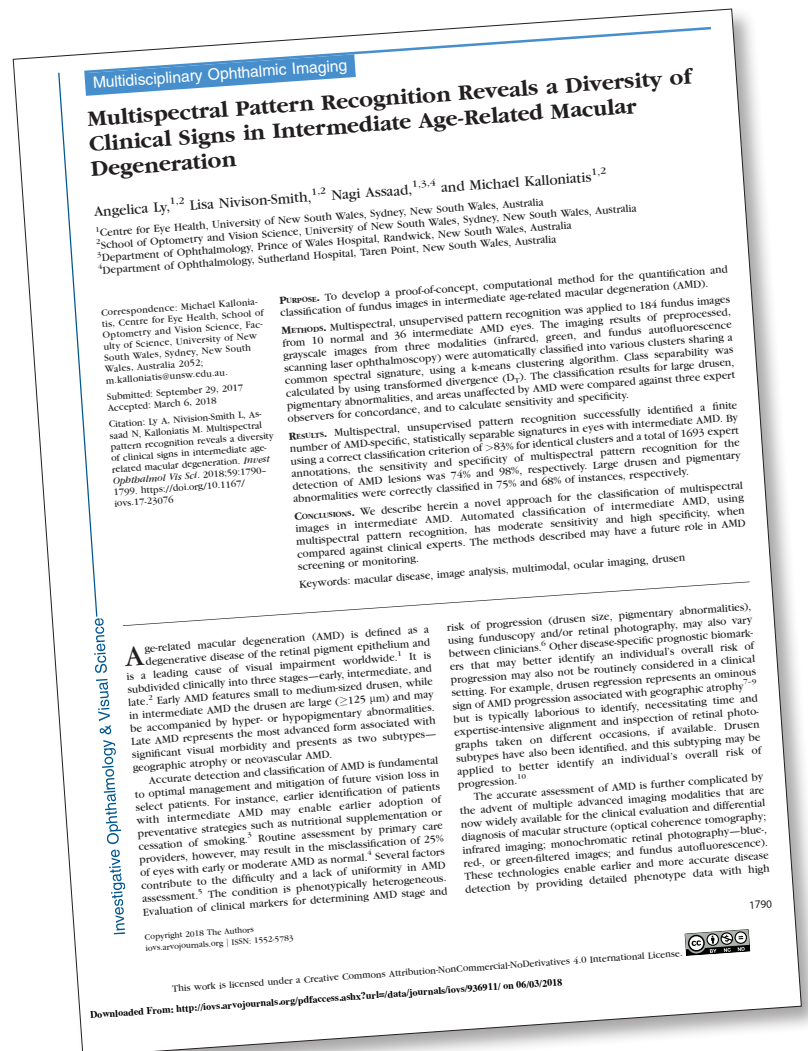 Multidisciplinary Ophthalmic Imaging
Multispectral Pattern Recognition Reveals a Diversity of
Clinical Signs in Intermediate Age-Related Macular
Degeneration
Angelica Ly,1,2 Lisa Nivison-Smith,1,2 Nagi Assaad,1,3,4 and Michael Kalloniatis1,2
1Centre for Eye Health, University of New South Wales, Sydney, New South Wales, Australia
2School of Optometry and Vision Science, University of New South Wales, Sydney, New South Wales, Australia
3Department of Ophthalmology, Prince of Wales Hospital, Randwick, New South Wales, Australia
4Department of Ophthalmology, Sutherland Hospital, Taren Point, New South Wales, Australia
Correspondence: Michael Kallonia-
tis, Centre for Eye Health, School of
Optometry and Vision Science, Fac-
ulty of Science, University of New
South Wales, Sydney, New South
Wales, Australia 2052;
m.kalloniatis@unsw.edu.au.
Submitted: September 29, 2017
Accepted: March 6, 2018
Citation: Ly A, Nivison-Smith L, As-
saad N, Kalloniatis M. Multispectral
pattern recognition reveals a diversity
of clinical signs in intermediate age-
related macular degeneration. Invest
Ophthalmol Vis Sci. 2018;59:1790–
1799. https://doi.org/10.1167/
iovs.17-23076
PURPOSE. To develop a proof-of-concept, computational method for the quantification and
classification of fundus images in intermediate age-related macular degeneration (AMD).
METHODS. Multispectral, unsupervised pattern recognition was applied to 184 fundus images
from 10 normal and 36 intermediate AMD eyes. The imaging results of preprocessed,
grayscale images from three modalities (infrared, green, and fundus autofluorescence
scanning laser ophthalmoscopy) were automatically classified into various clusters sharing a
common spectral signature, using a k-means clustering algorithm. Class separability was
calculated by using transformed divergence (DT). The classification results for large drusen,
pigmentary abnormalities, and areas unaffected by AMD were compared against three expert
observers for concordance, and to calculate sensitivity and specificity.
RESULTS. Multispectral, unsupervised pattern recognition successfully identified a finite
number of AMD-specific, statistically separable signatures in eyes with intermediate AMD. By
using a correct classification criterion of >83% for identical clusters and a total of 1693 expert
annotations, the sensitivity and specificity of multispectral pattern recognition for the
detection of AMD lesions was 74% and 98%, respectively. Large drusen and pigmentary
abnormalities were correctly classified in 75% and 68% of instances, respectively.
CONCLUSIONS. We describe herein a novel approach for the classification of multispectral
images in intermediate AMD. Automated classification of intermediate AMD, using
multispectral pattern recognition, has moderate sensitivity and high specificity, when
compared against clinical experts. The methods described may have a future role in AMD
screening or monitoring.
Keywords: macular disease, image analysis, multimodal, ocular imaging, drusen
Age-related macular degeneration (AMD) is defined as a
degenerative disease of the retinal pigment epithelium and
is a leading cause of visual impairment worldwide.1 It is
subdivided clinically into three stages—early, intermediate, and
late.2 Early AMD features small to medium-sized drusen, while
in intermediate AMD the drusen are large (≥125 μm) and may
be accompanied by hyper- or hypopigmentary abnormalities.
Late AMD represents the most advanced form associated with
significant visual morbidity and presents as two subtypes—
geographic atrophy or neovascular AMD.
Accurate detection and classification of AMD is fundamental
to optimal management and mitigation of future vision loss in
select patients. For instance, earlier identification of patients
with intermediate AMD may enable earlier adoption of
preventative strategies such as nutritional supplementation or
cessation of smoking.3 Routine assessment by primary care
providers, however, may result in the misclassification of 25%
of eyes with early or moderate AMD as normal.4 Several factors
contribute to the difficulty and a lack of uniformity in AMD
assessment.5 The condition is phenotypically heterogeneous.
Evaluation of clinical markers for determining AMD stage and
risk of progression (drusen size, pigmentary abnormalities),
using funduscopy and/or retinal photography, may also vary
between clinicians.6 Other disease-specific prognostic biomark-
ers that may better identify an individual's overall risk of
progression may also not be routinely considered in a clinical
setting. For example, drusen regression represents an ominous
sign of AMD progression associated with geographic atrophy7–9
but is typically laborious to identify, necessitating time and
expertise-intensive alignment and inspection of retinal photo-
graphs taken on different occasions, if available. Drusen
subtypes have also been identified, and this subtyping may be
applied to better identify an individual's overall risk of
progression.10
The accurate assessment of AMD is further complicated by
the advent of multiple advanced imaging modalities that are
now widely available for the clinical evaluation and differential
diagnosis of macular structure (optical coherence tomography;
infrared imaging; monochromatic retinal photography—blue-,
red-, or green-filtered images; and fundus autofluorescence).
These technologies enable earlier and more accurate disease
detection by providing detailed phenotype data with high
Investigative Ophthalmology & Visual Science
Copyright 2018 The Authors
iovs.arvojournals.org | ISSN: 1552-5783
1790
This work is licensed under a Creative Commons Attribution-NonCommercial-NoDerivatives 4.0 International License.
cc BY NC ND
Downloaded From: http://iovs.arvojournals.org/pdfaccess.ashx?url=/data/journals/iovs/936911/ on 06/03/2018